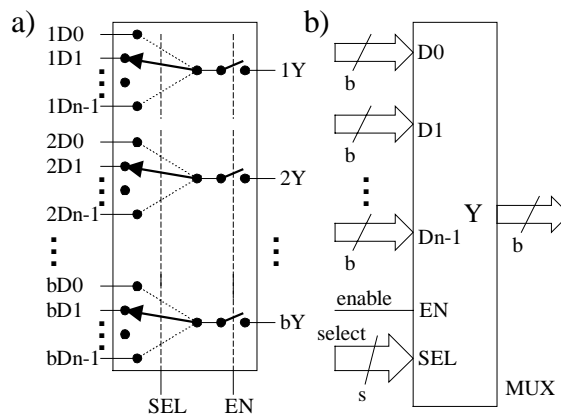 a)
1D0
1D1
1Dn-1
1Y
2D0
2D1
2Dn-1
2Y
bD0
bD1
bDn-1
bY
SEL EN
b)
D0
b
D1
b
Dn-1
b
Y
b
enable
EN
select
SEL
s
MUX